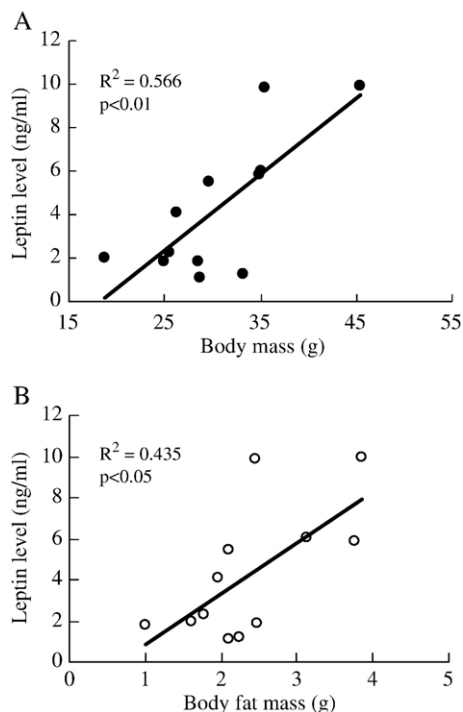 A
R² = 0.566
p<0.01
Leptin level (ng/ml)
12
10
8
6
4
2
0
15 25 35 45 55
Body mass (g)
B
R² = 0.435
p<0.05
Leptin level (ng/ml)
12
10
8
6
4
2
0
0 1 2 3 4 5
Body fat mass (g)